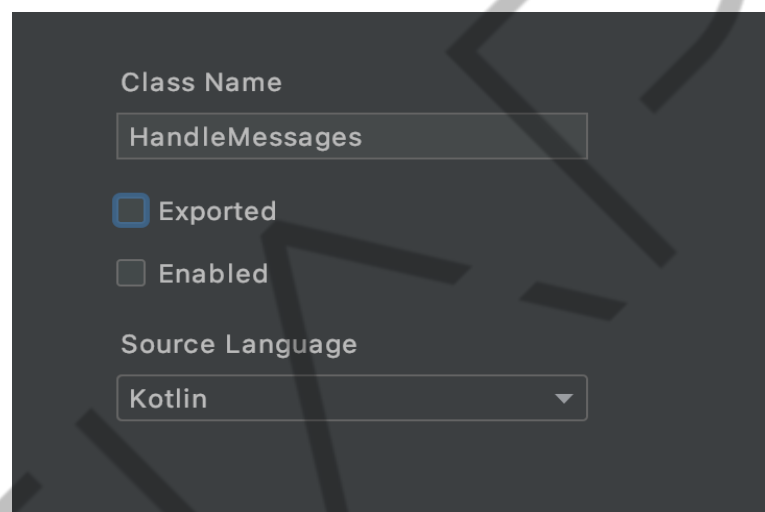 Class Name
HandleMessages
Exported
Enabled
Source Language
Kotlin